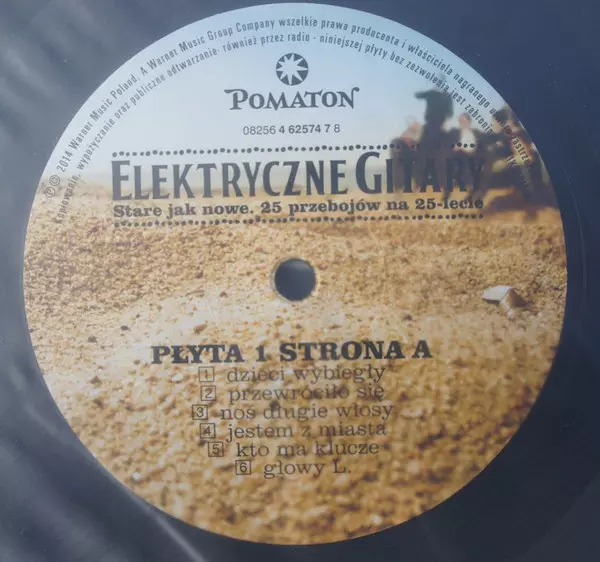 ℗ © 2014 Warner Music Poland. A Warner Music Group Company wszelkie prawa producenta i właściciela nagranego
Kopiowanie, wypożyczanie oraz publiczne odtwarzanie- również przez radio - niniejszej płyty bez zezwolenia jest
POMATON
08256 4 62574 7 8
ELEKTRYCZNE GITARY
Stare jak nowe. 25 przebojów na 25-lecie
PŁYTA 1 STRONA A
1 dzieci wybiegły
2 przewróciło się
3 noś długie włosy
4 jestem z miasta
5 kto ma klucze
6 głowy L.